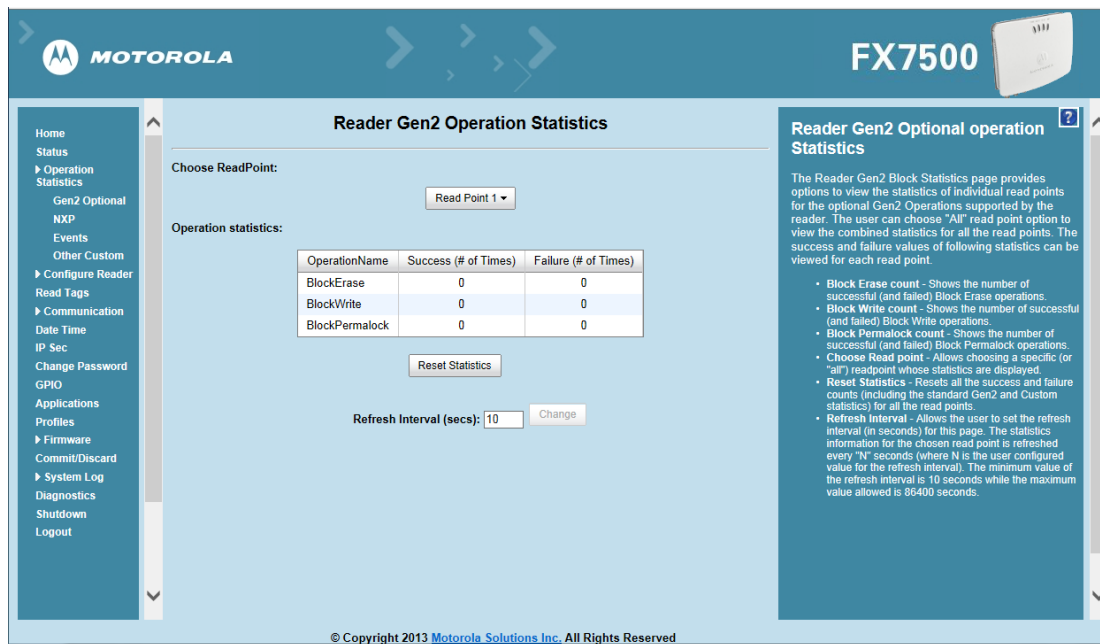 MOTOROLA
FX7500
Home
Status
Operation
Statistics
Gen2 Optional
NXP
Events
Other Custom
Configure Reader
Read Tags
Communication
Date Time
IP Sec
Change Password
GPIO
Applications
Profiles
Firmware
Commit/Discard
System Log
Diagnostics
Shutdown
Logout
Reader Gen2 Operation Statistics
Choose ReadPoint:
Read Point 1
Operation statistics:
OperationName Success (# of Times) Failure (# of Times)
BlockErase 0 0
BlockWrite 0 0
BlockPermalock 0 0
Reset Statistics
Refresh Interval (secs): 10 Change
?
Reader Gen2 Optional operation
Statistics
The Reader Gen2 Block Statistics page provides
options to view the statistics of individual read points
for the optional Gen2 Operations supported by the
reader. The user can choose "All" read point option to
view the combined statistics for all the read points. The
success and failure values of following statistics can be
viewed for each read point.
• Block Erase count - Shows the number of
successful (and failed) Block Erase operations.
• Block Write count - Shows the number of successful
(and failed) Block Write operations.
• Block Permalock count - Shows the number of
successful (and failed) Block Permalock operations.
• Choose Read point - Allows choosing a specific (or
"all") readpoint whose statistics are displayed.
• Reset Statistics - Resets all the success and failure
counts (including the standard Gen2 and Custom
statistics) for all the read points.
• Refresh Interval - Allows the user to set the refresh
interval (in seconds) for this page. The statistics
information for the chosen read point is refreshed
every "N" seconds (where N is the user configured
value for the refresh interval). The minimum value of
the refresh interval is 10 seconds while the maximum
value allowed is 86400 seconds.
© Copyright 2013 Motorola Solutions Inc. All Rights Reserved